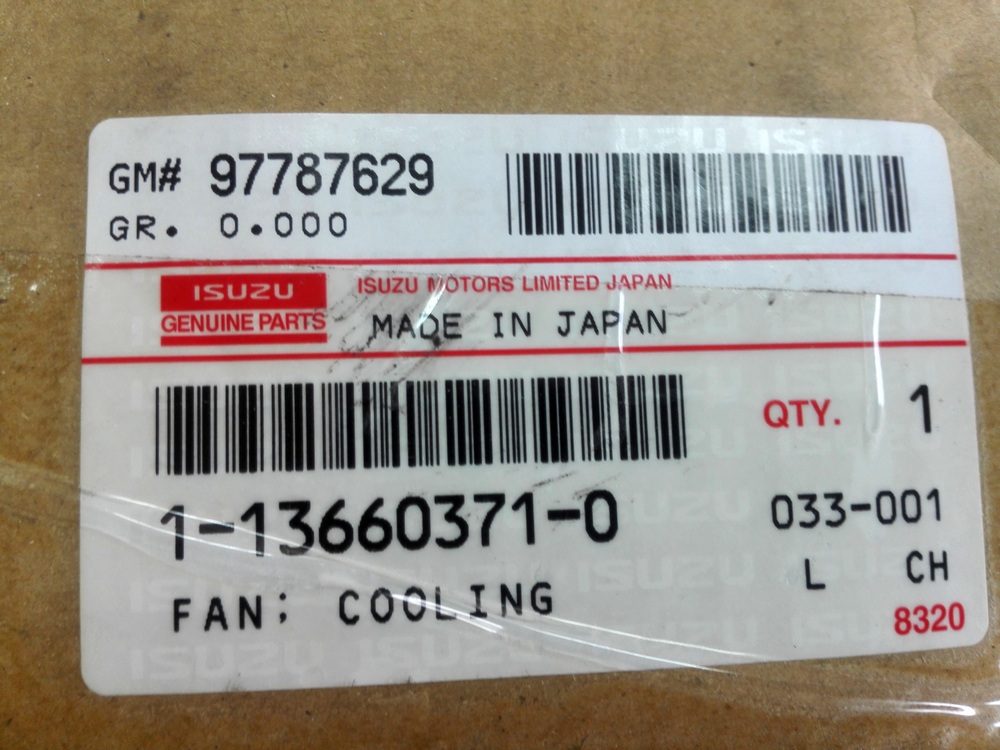 GM# 97787629
GR. 0.000
ISUZU
GENUINE PARTS
ISUZU MOTORS LIMITED JAPAN
MADE IN JAPAN
QTY. 1
1-13660371-0
033-001
FAN; COOLING
L CH
8320